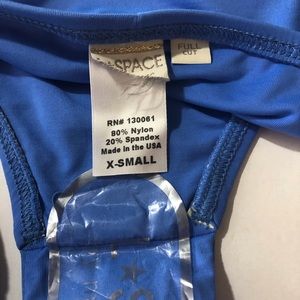 SPACE
FULL
CUT
RN# 130061
80% Nylon
20% Spandex
Made in the USA
X-SMALL